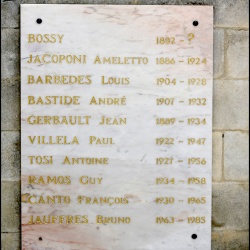 BOSSY 1882 - ?
JACOPONI AMELETTO 1886 - 1924
BARBEDES LOUIS 1904 - 1928
BASTIDE ANDRÉ 1907 - 1932
GERBAULT JEAN 1889 - 1934
VILLELA PAUL 1922 - 1947
TOSI ANTOINE 1927 - 1956
RAMOS GUY 1934 - 1958
CANTO FRANÇOIS 1930 - 1965
JAUFFRES BRUNO 1963 - 1985